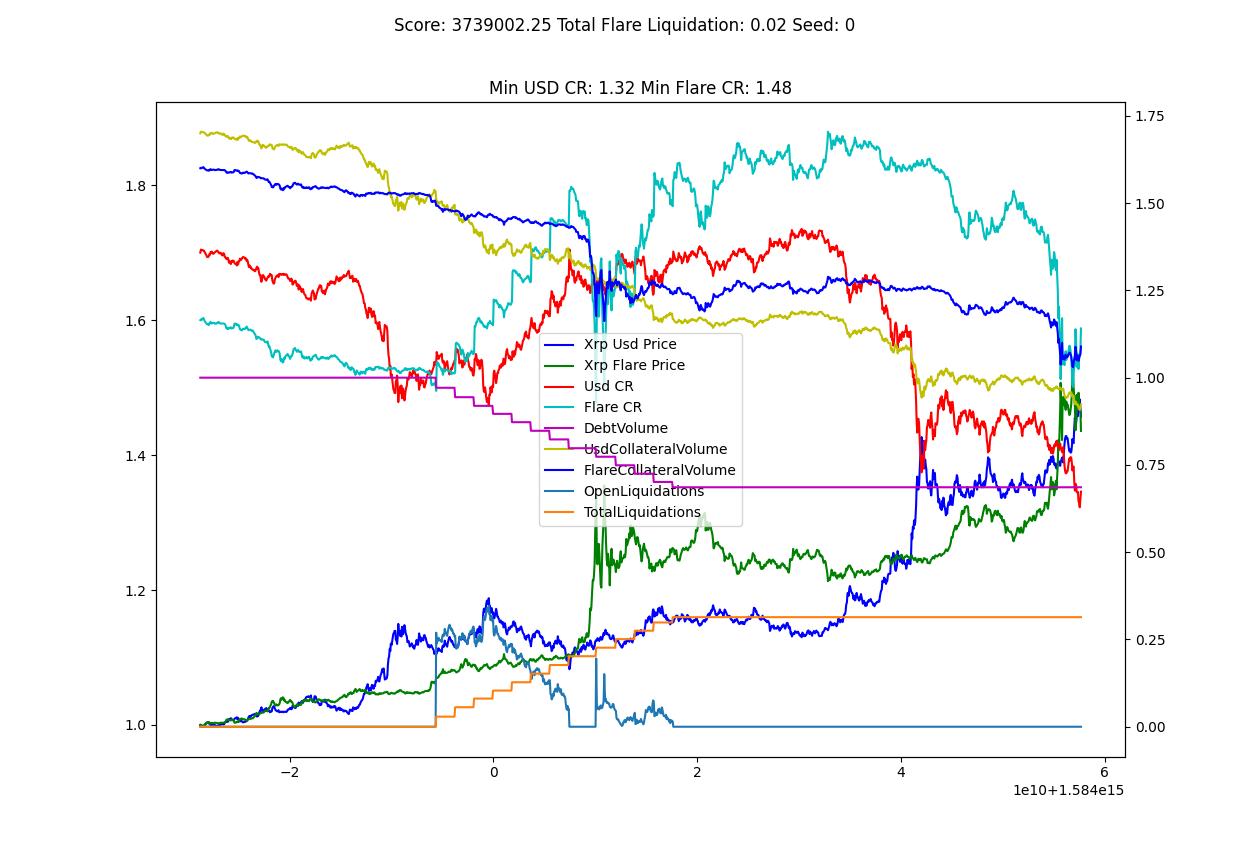 Score: 3739002.25 Total Flare Liquidation: 0.02 Seed: 0
Min USD CR: 1.32 Min Flare CR: 1.48
1.8
1.6
1.4
1.2
1.0
1.75
1.50
1.25
1.00
0.75
0.50
0.25
0.00
Xrp Usd Price
Xrp Flare Price
Usd CR
Flare CR
DebtVolume
UsdCollateralVolume
FlareCollateralVolume
OpenLiquidations
TotalLiquidations
−2 0 2 4 6
1e10+1.584e15